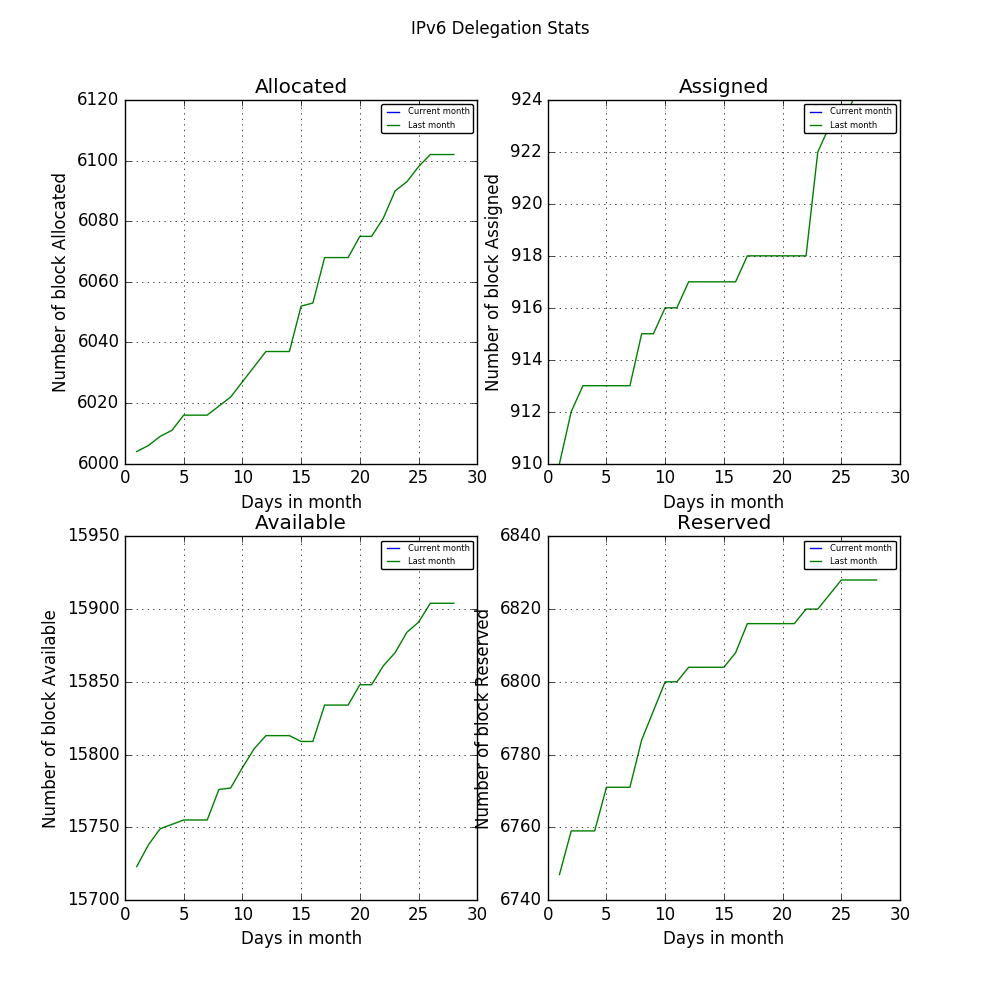 IPv6 Delegation Stats
Allocated
Number of block Allocated
6120
6100
6080
6060
6040
6020
6000
Current month
Last month
0 5 10 15 20 25 30
Days in month
Assigned
Number of block Assigned
924
922
920
918
916
914
912
910
Current month
Last month
0 5 10 15 20 25 30
Days in month
Available
Number of block Available
15950
15900
15850
15800
15750
15700
Current month
Last month
0 5 10 15 20 25 30
Days in month
Reserved
Number of block Reserved
6840
6820
6800
6780
6760
6740
Current month
Last month
0 5 10 15 20 25 30
Days in month